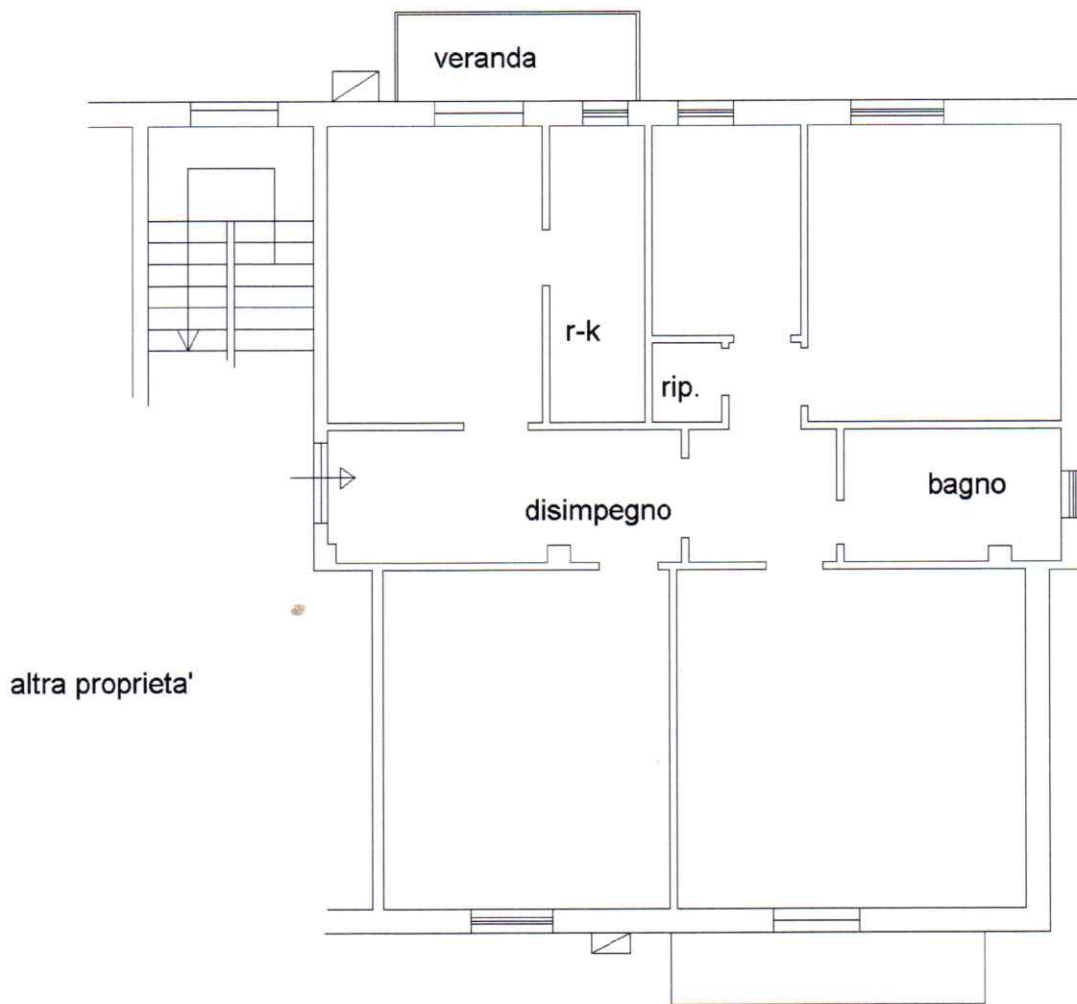 veranda
r-k
rip.
bagno
disimpegno
altra proprieta'